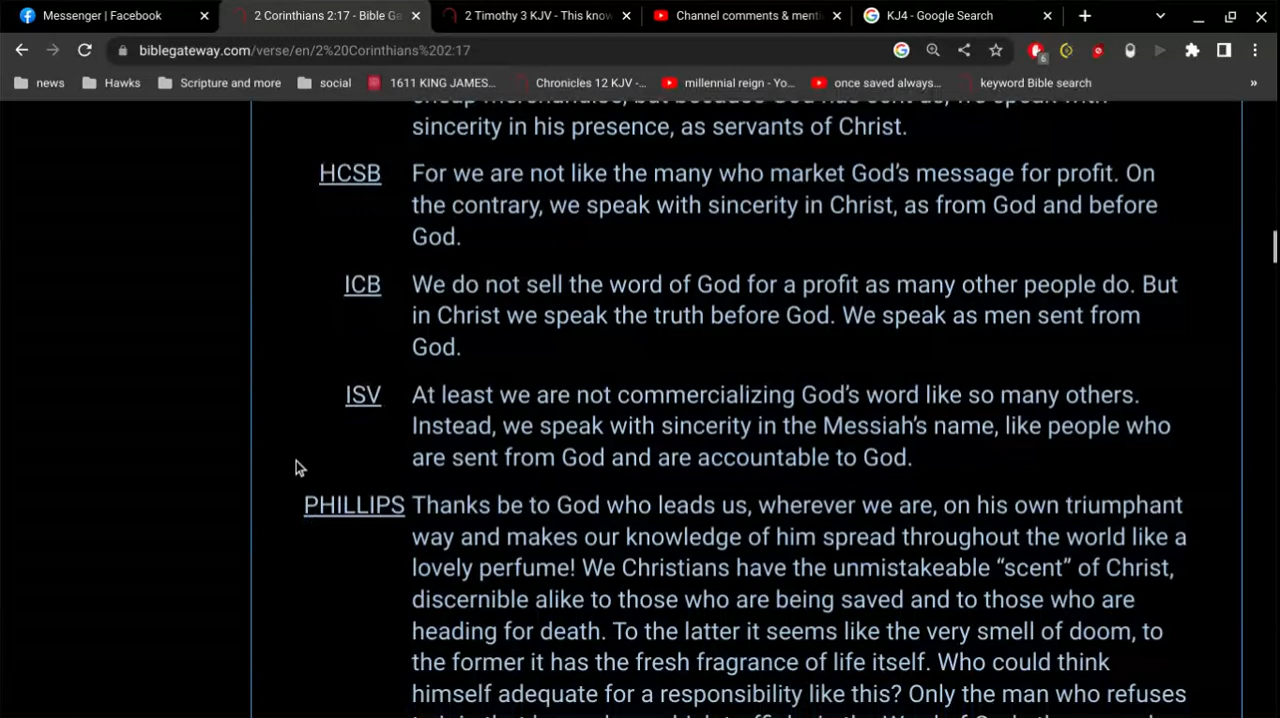 Messenger | Facebook
2 Corinthians 2:17 - Bible Ga
2 Timothy 3 KJV - This know
Channel comments & menti
KJ4 - Google Search
biblegateway.com/verse/en/2%20Corinthians%202:17
6
news
Hawks
Scripture and more
social
1611 KING JAMES...
Chronicles 12 KJV -...
millennial reign - Yo...
once saved always...
keyword Bible search
»
cheap merchandise, but because God has sent us, we speak with
sincerity in his presence, as servants of Christ.
HCSB For we are not like the many who market God's message for profit. On
the contrary, we speak with sincerity in Christ, as from God and before
God.
ICB We do not sell the word of God for a profit as many other people do. But
in Christ we speak the truth before God. We speak as men sent from
God.
ISV At least we are not commercializing God's word like so many others.
Instead, we speak with sincerity in the Messiah's name, like people who
are sent from God and are accountable to God.
PHILLIPS Thanks be to God who leads us, wherever we are, on his own triumphant
way and makes our knowledge of him spread throughout the world like a
lovely perfume! We Christians have the unmistakeable “scent” of Christ,
discernible alike to those who are being saved and to those who are
heading for death. To the latter it seems like the very smell of doom, to
the former it has the fresh fragrance of life itself. Who could think
himself adequate for a responsibility like this? Only the man who refuses